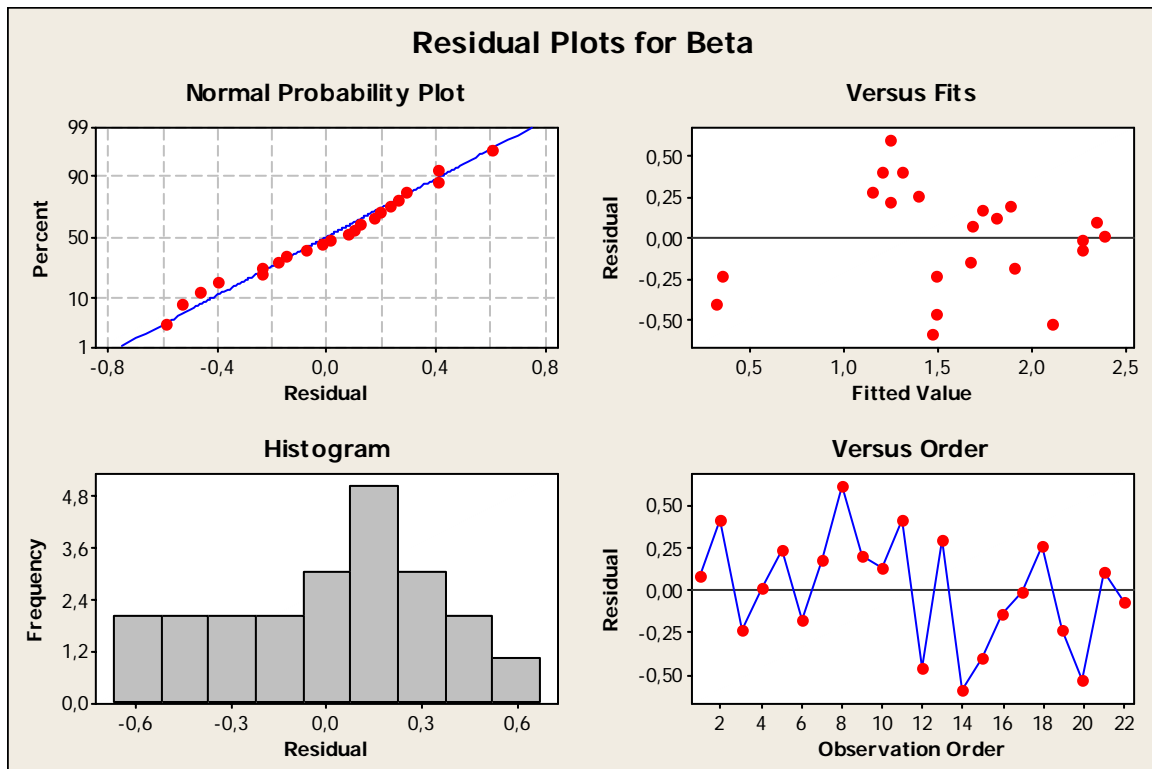 Residual Plots for Beta
Normal Probability Plot
99
90
50
10
1
Percent
-0,8 -0,4 0,0 0,4 0,8
Residual
Versus Fits
0,50
0,25
0,00
-0,25
-0,50
Residual
0,5 1,0 1,5 2,0 2,5
Fitted Value
Histogram
4,8
3,6
2,4
1,2
0,0
Frequency
-0,6 -0,3 0,0 0,3 0,6
Residual
Versus Order
0,50
0,25
0,00
-0,25
-0,50
Residual
2 4 6 8 10 12 14 16 18 20 22
Observation Order